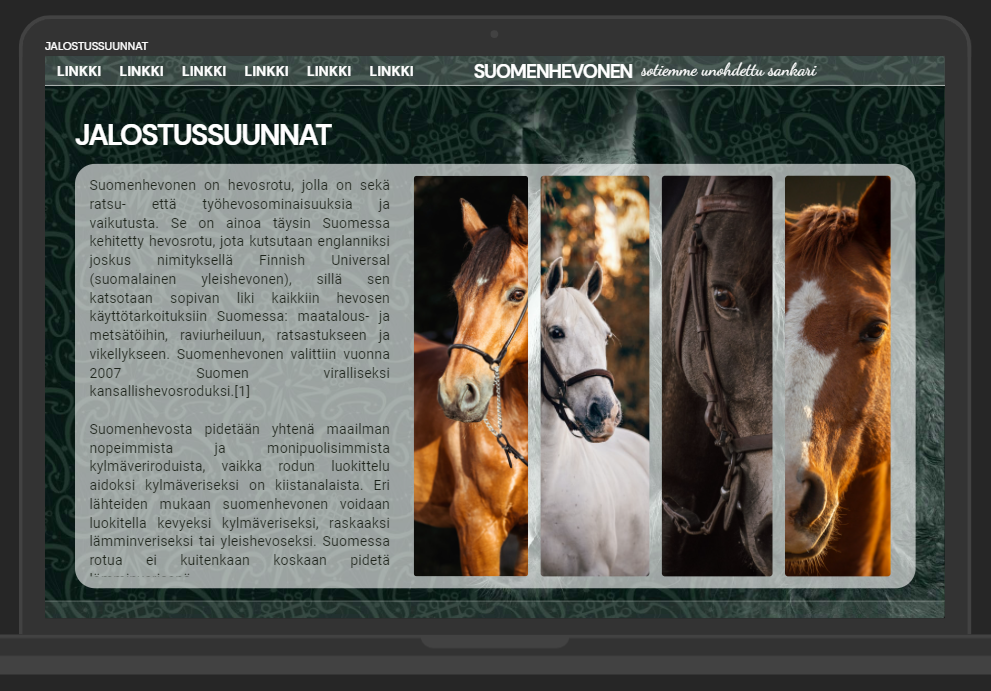 JALOSTUSSUUNNAT
LINKKI LINKKI LINKKI LINKKI LINKKI LINKKI SUOMENHEVONEN sotiemme unohdettu sankari
JALOSTUSSUUNNAT
Suomenhevonen on hevosrotu, jolla on sekä
ratsu- että työhevosominaisuuksia ja
vaikutusta. Se on ainoa täysin Suomessa
kehitetty hevosrotu, jota kutsutaan englanniksi
joskus nimityksellä Finnish Universal
(suomalainen yleishevonen), sillä sen
katsotaan sopivan liki kaikkiin hevosen
käyttötarkoituksiin Suomessa: maatalous- ja
metsätöihin, raviurheiluun, ratsastukseen ja
vikellykseen. Suomenhevonen valittiin vuonna
2007 Suomen viralliseksi
kansallishevosroduksi.[1]
Suomenhevosta pidetään yhtenä maailman
nopeimmista ja monipuolisimmista
kylmäveriroduista, vaikka rodun luokittelu
aidoksi kylmäveriseksi on kiistanalaista. Eri
lähteiden mukaan suomenhevonen voidaan
luokitella kevyeksi kylmäveriseksi, raskaaksi
lämminveriseksi tai yleishevoseksi. Suomessa
rotua ei kuitenkaan koskaan pidetä